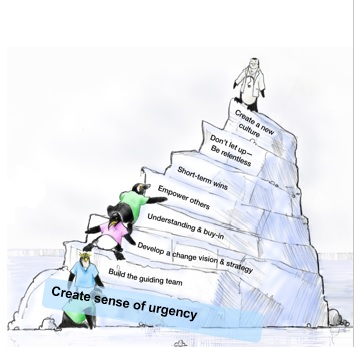 Create a new
culture
Don't let up—
Be relentless
Short-term wins
Empower others
Understanding & buy-in
Develop a change vision & strategy
Build the guiding team
Create sense of urgency